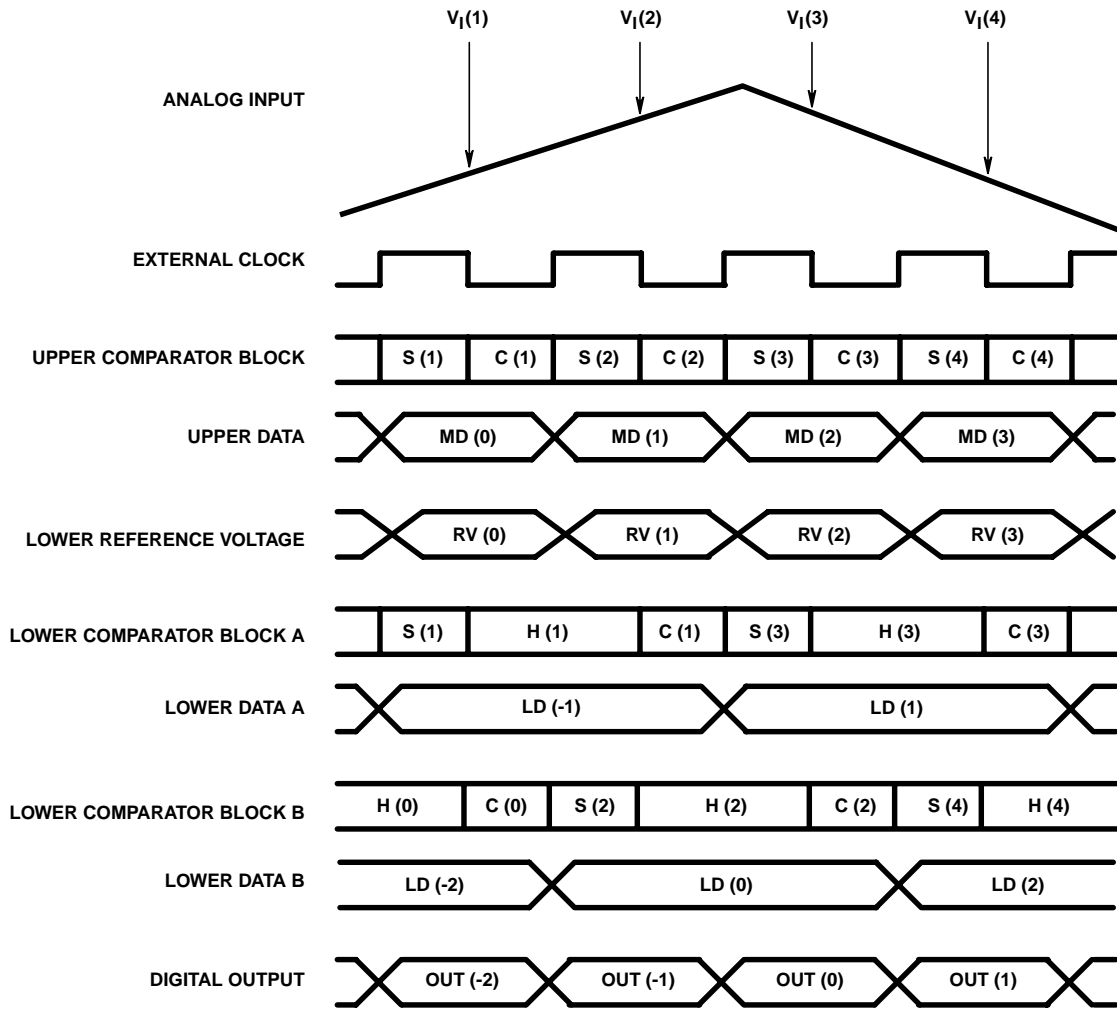 VI(1) VI(2) VI(3) VI(4)
ANALOG INPUT
EXTERNAL CLOCK
UPPER COMPARATOR BLOCK S (1) C (1) S (2) C (2) S (3) C (3) S (4) C (4)
UPPER DATA MD (0) MD (1) MD (2) MD (3)
LOWER REFERENCE VOLTAGE RV (0) RV (1) RV (2) RV (3)
LOWER COMPARATOR BLOCK A S (1) H (1) C (1) S (3) H (3) C (3)
LOWER DATA A LD (-1) LD (1)
LOWER COMPARATOR BLOCK B H (0) C (0) S (2) H (2) C (2) S (4) H (4)
LOWER DATA B LD (-2) LD (0) LD (2)
DIGITAL OUTPUT OUT (-2) OUT (-1) OUT (0) OUT (1)